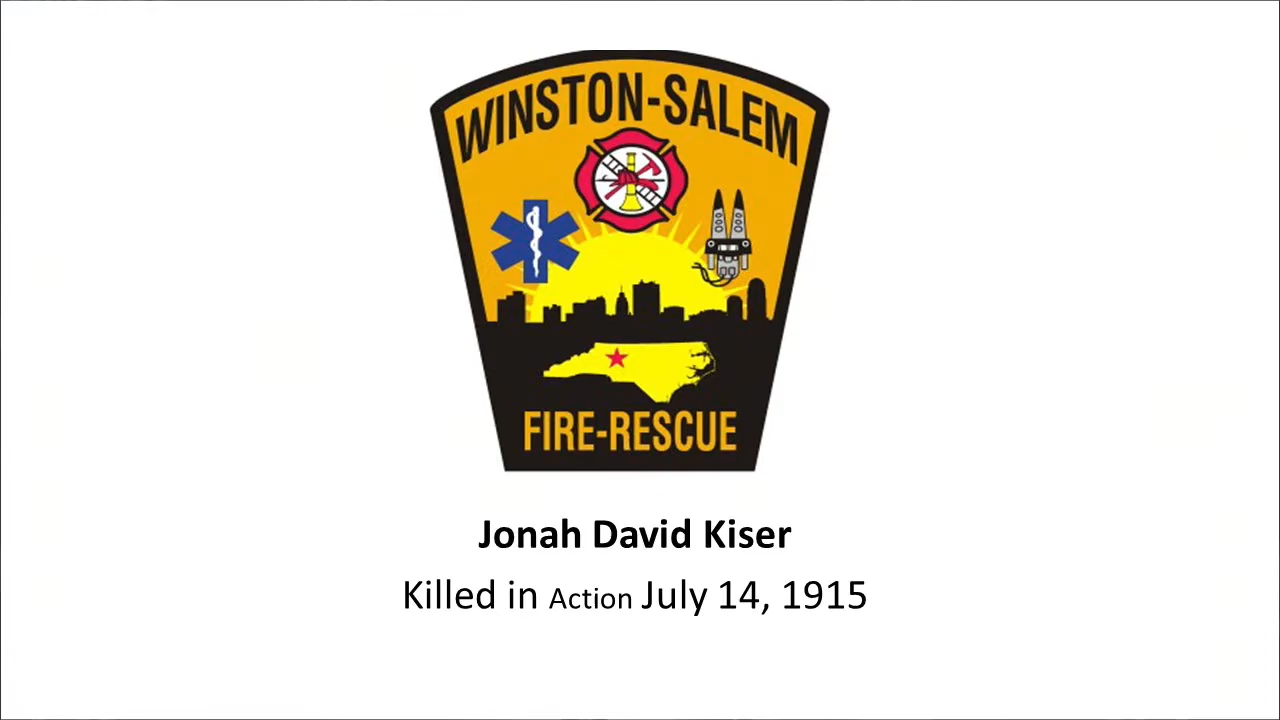 WINSTON-SALEM
FIRE-RESCUE
Jonah David Kiser
Killed in Action July 14, 1915